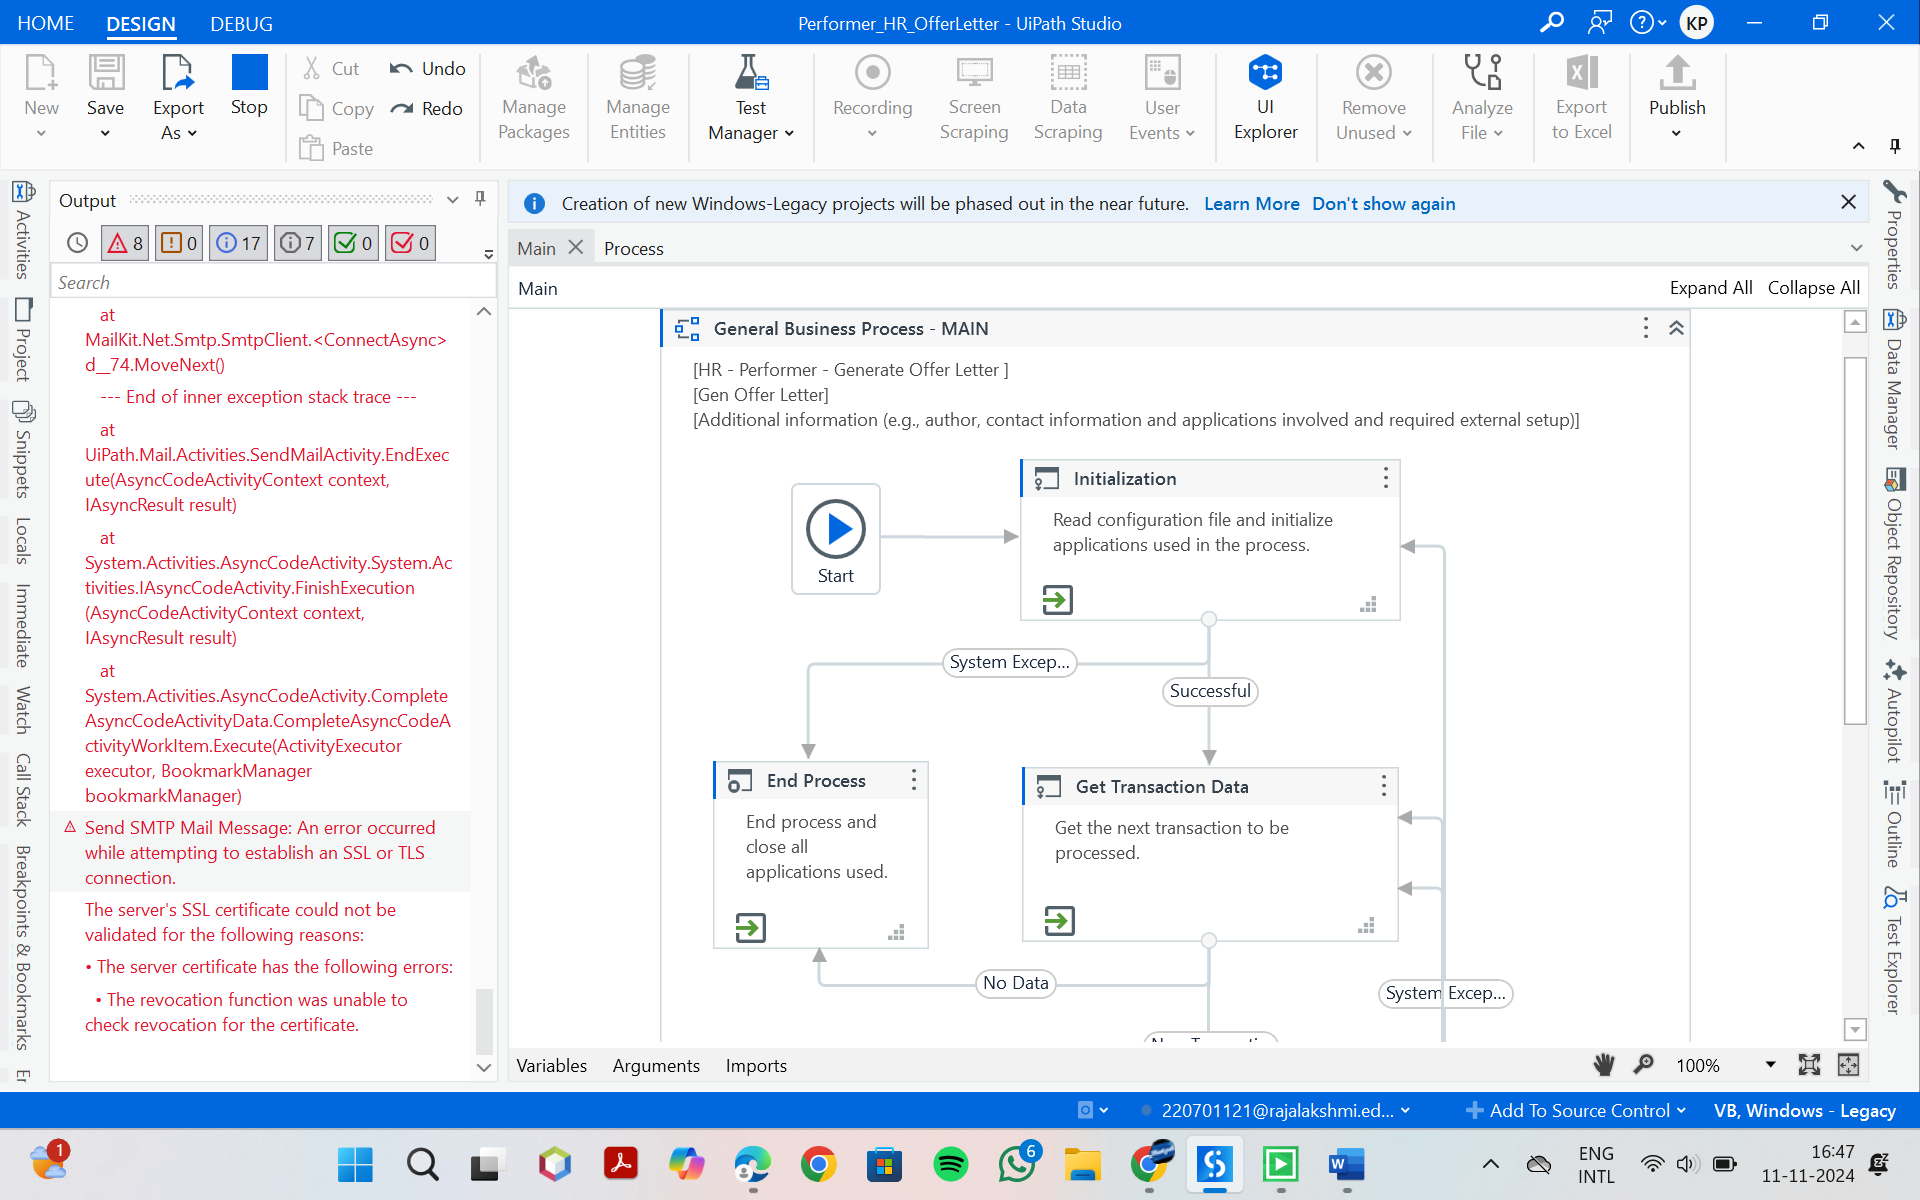 HOME
DESIGN
DEBUG
Performer_HR_OfferLetter - UiPath Studio
KP
New
Save
Export
As
Stop
Cut
Copy
Paste
Undo
Redo
Manage
Packages
Manage
Entities
Test
Manager
Recording
Screen
Scraping
Data
Scraping
User
Events
UI
Explorer
Remove
Unused
Analyze
File
Export
to Excel
Publish
Activities
Project
Snippets
Locals
Immediate
Watch
Call Stack
Breakpoints & Bookmarks
Er
Output
8
0
17
7
0
0
Search
at
MailKit.Net.Smtp.SmtpClient.<ConnectAsync>
d__74.MoveNext()
--- End of inner exception stack trace ---
at
UiPath.Mail.Activities.SendMailActivity.EndExec
ute(AsyncCodeActivityContext context,
IAsyncResult result)
at
System.Activities.AsyncCodeActivity.System.Ac
tivities.IAsyncCodeActivity.FinishExecution
(AsyncCodeActivityContext context,
IAsyncResult result)
at
System.Activities.AsyncCodeActivity.Complete
AsyncCodeActivityData.CompleteAsyncCodeA
ctivityWorkItem.Execute(ActivityExecutor
executor, BookmarkManager
bookmarkManager)
Send SMTP Mail Message: An error occurred
while attempting to establish an SSL or TLS
connection.
The server's SSL certificate could not be
validated for the following reasons:
• The server certificate has the following errors:
• The revocation function was unable to
check revocation for the certificate.
Creation of new Windows-Legacy projects will be phased out in the near future. Learn More Don't show again
Main
Process
Main
Expand All
Collapse All
General Business Process - MAIN
[HR - Performer - Generate Offer Letter ]
[Gen Offer Letter]
[Additional information (e.g., author, contact information and applications involved and required external setup)]
Start
Initialization
Read configuration file and initialize
applications used in the process.
System Excep...
Successful
End Process
End process and
close all
applications used.
Get Transaction Data
Get the next transaction to be
processed.
No Data
System Excep...
Variables
Arguments
Imports
100%
Properties
Data Manager
Object Repository
Autopilot
Outline
Test Explorer
220701121@rajalakshmi.ed...
Add To Source Control
VB, Windows - Legacy
1
6
ENG
INTL
16:47
11-11-2024